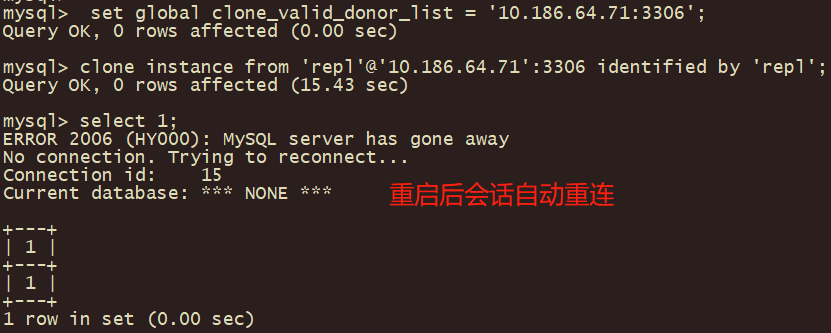 mysql>  set global clone_valid_donor_list = '10.186.64.71:3306';
Query OK, 0 rows affected (0.00 sec)
mysql> clone instance from 'repl'@'10.186.64.71':3306 identified by 'repl';
Query OK, 0 rows affected (15.43 sec)
mysql> select 1;
ERROR 2006 (HY000): MySQL server has gone away
No connection. Trying to reconnect...
Connection id:    15
Current database: *** NONE ***    重启后会话自动重连
+---+
| 1 |
+---+
| 1 |
+---+
1 row in set (0.00 sec)